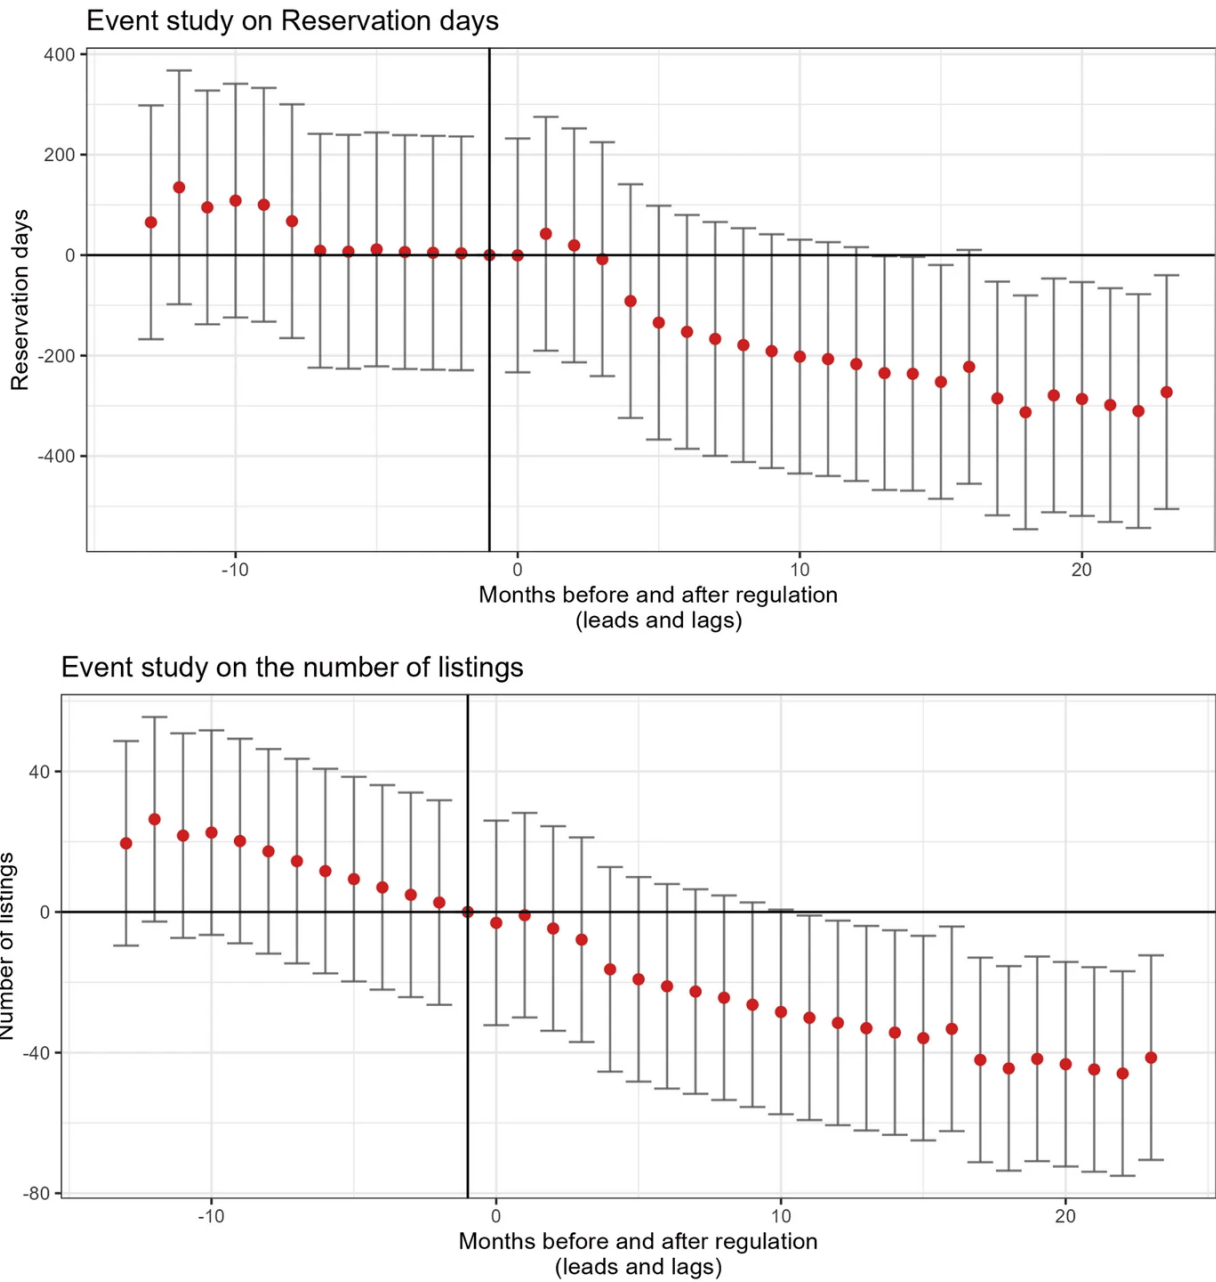 Event study on Reservation days
400
200
0
-200
-400
Reservation days
-10
0
10
20
Months before and after regulation
(leads and lags)
Event study on the number of listings
40
0
-40
-80
Number of listings
-10
0
10
20
Months before and after regulation
(leads and lags)